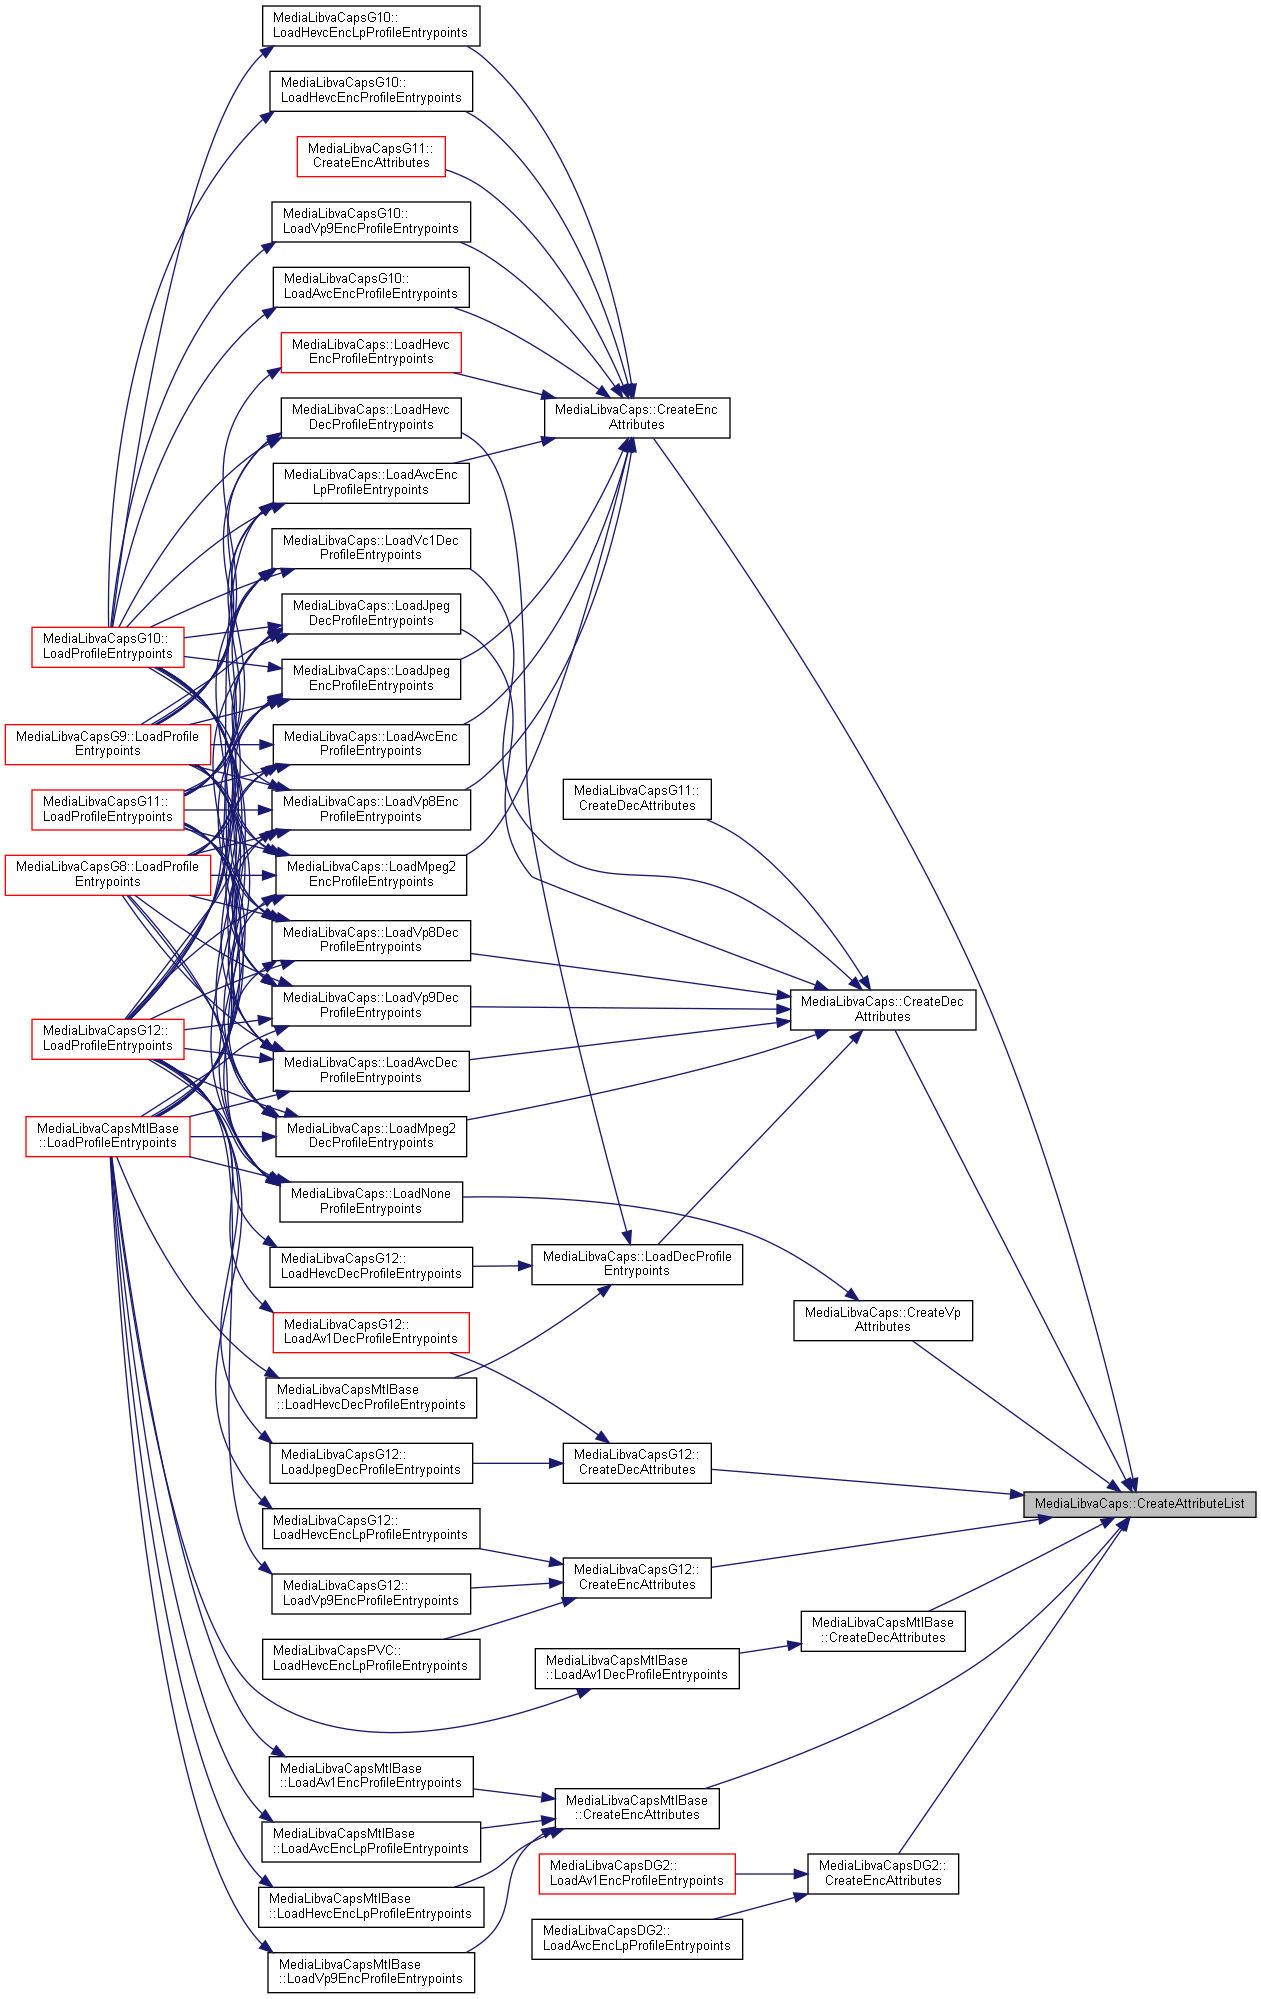 MediaLibvaCapsG10::
LoadHevcEncLpProfileEntrypoints
MediaLibvaCapsG10::
LoadHevcEncProfileEntrypoints
MediaLibvaCapsG11::
CreateEncAttributes
MediaLibvaCapsG10::
LoadVp9EncProfileEntrypoints
MediaLibvaCapsG10::
LoadAvcEncProfileEntrypoints
MediaLibvaCaps::LoadHevc
EncProfileEntrypoints
MediaLibvaCaps::LoadHevc
DecProfileEntrypoints
MediaLibvaCaps::CreateEnc
Attributes
MediaLibvaCaps::LoadAvcEnc
LpProfileEntrypoints
MediaLibvaCaps::LoadVc1Dec
ProfileEntrypoints
MediaLibvaCaps::LoadJpeg
DecProfileEntrypoints
MediaLibvaCapsG10::
LoadProfileEntrypoints
MediaLibvaCaps::LoadJpeg
EncProfileEntrypoints
MediaLibvaCapsG9::LoadProfile
Entrypoints
MediaLibvaCaps::LoadAvcEnc
ProfileEntrypoints
MediaLibvaCapsG11::
LoadProfileEntrypoints
MediaLibvaCaps::LoadVp8Enc
ProfileEntrypoints
MediaLibvaCapsG11::
CreateDecAttributes
MediaLibvaCapsG8::LoadProfile
Entrypoints
MediaLibvaCaps::LoadMpeg2
EncProfileEntrypoints
MediaLibvaCaps::LoadVp8Dec
ProfileEntrypoints
MediaLibvaCaps::LoadVp9Dec
ProfileEntrypoints
MediaLibvaCaps::CreateDec
Attributes
MediaLibvaCapsG12::
LoadProfileEntrypoints
MediaLibvaCaps::LoadAvcDec
ProfileEntrypoints
MediaLibvaCapsMtlBase
::LoadProfileEntrypoints
MediaLibvaCaps::LoadMpeg2
DecProfileEntrypoints
MediaLibvaCaps::LoadNone
ProfileEntrypoints
MediaLibvaCapsG12::
LoadHevcDecProfileEntrypoints
MediaLibvaCaps::LoadDecProfile
Entrypoints
MediaLibvaCaps::CreateVp
Attributes
MediaLibvaCapsG12::
LoadAv1DecProfileEntrypoints
MediaLibvaCapsMtlBase
::LoadHevcDecProfileEntrypoints
MediaLibvaCapsG12::
LoadJpegDecProfileEntrypoints
MediaLibvaCapsG12::
CreateDecAttributes
MediaLibvaCaps::CreateAttributeList
MediaLibvaCapsG12::
LoadHevcEncLpProfileEntrypoints
MediaLibvaCapsG12::
LoadVp9EncProfileEntrypoints
MediaLibvaCapsG12::
CreateEncAttributes
MediaLibvaCapsPVC::
LoadHevcEncLpProfileEntrypoints
MediaLibvaCapsMtlBase
::CreateDecAttributes
MediaLibvaCapsMtlBase
::LoadAv1DecProfileEntrypoints
MediaLibvaCapsMtlBase
::LoadAv1EncProfileEntrypoints
MediaLibvaCapsMtlBase
::CreateEncAttributes
MediaLibvaCapsMtlBase
::LoadAvcEncLpProfileEntrypoints
MediaLibvaCapsDG2::
LoadAv1EncProfileEntrypoints
MediaLibvaCapsDG2::
CreateEncAttributes
MediaLibvaCapsMtlBase
::LoadHevcEncLpProfileEntrypoints
MediaLibvaCapsDG2::
LoadAvcEncLpProfileEntrypoints
MediaLibvaCapsMtlBase
::LoadVp9EncProfileEntrypoints